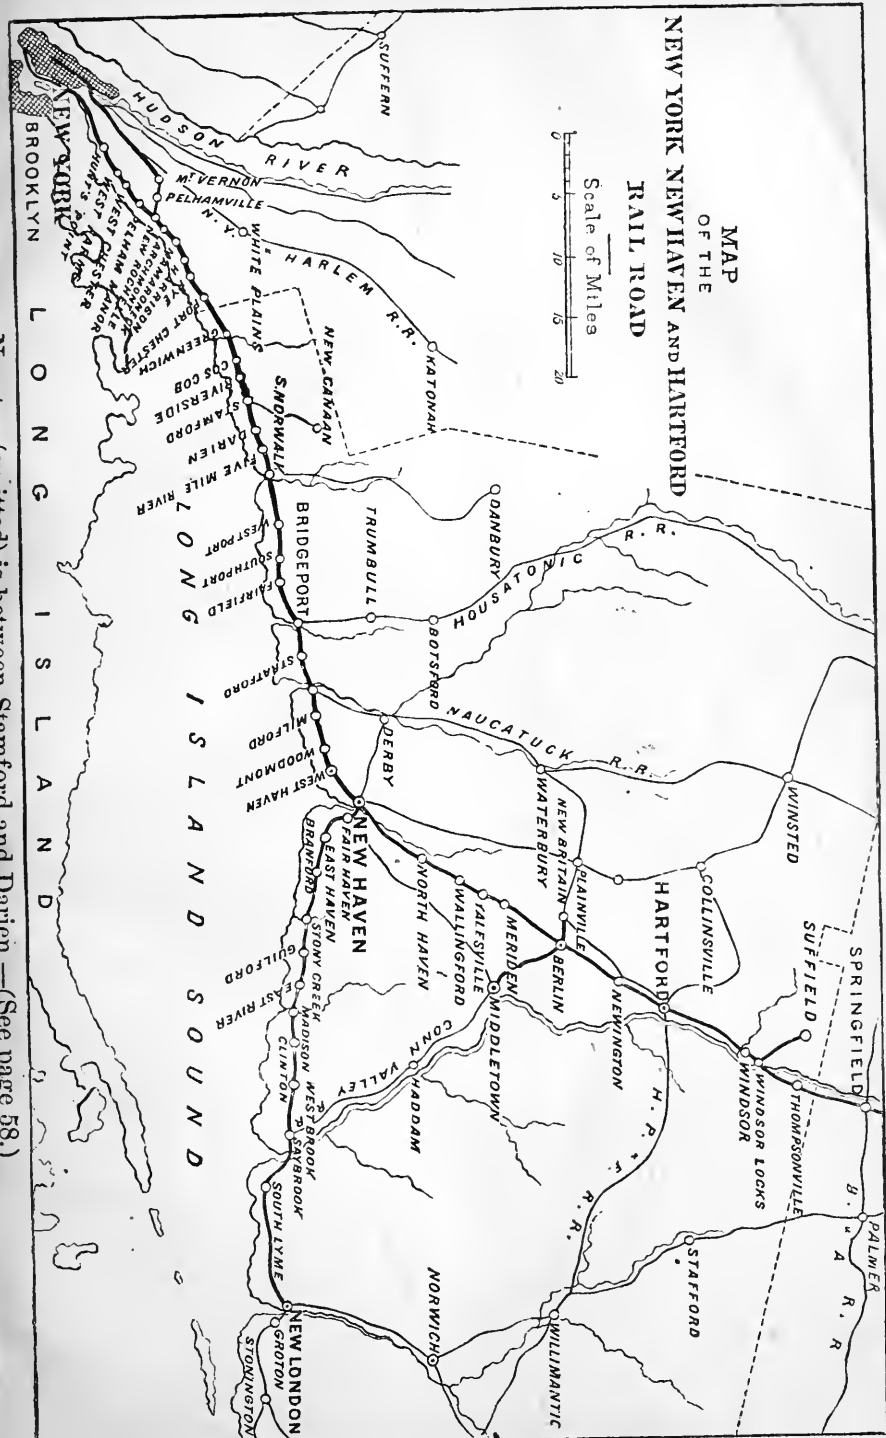 MAP
OF THE
NEW YORK NEW HAVEN AND HARTFORD
RAIL ROAD
Scale of Miles
0 5 10 15 20
SUFFERN
HUDSON RIVER
NEW YORK
BROOKLYN
MT VERNON
PELHAMVILLE
N.Y. & HARLEM R.R.
WHITE PLAINS
KATONAH
HUNT'S POINT
WEST FARMS
WEST CHESTER
PELHAM MANOR
NEW ROCHELLE
LARCHMONT
MAMARONECK
HARRISON
RYE
PORT CHESTER
GREENWICH
COS COB
RIVERSIDE
STAMFORD
NEW CANAAN
DARIEN
FIVE MILE RIVER
S. NORWALK
DANBURY
WESTPORT
SOUTHPORT
FAIRFIELD
BRIDGEPORT
TRUMBULL
BOTSFORD
HOUSATONIC R.R.
STRATFORD
MILFORD
WOODMONT
WEST HAVEN
DERBY
NAUCATUCK R.R.
WATERBURY
WINSTED
NEW HAVEN
FAIR HAVEN
EAST HAVEN
BRANFORD
STONY CREEK
GUILFORD
EAST RIVER
MADISON
CLINTON
WESTBROOK
SAYBROOK
SOUTH LYME
NEW LONDON
GROTON
STONINGTON
NORTH HAVEN
WALLINGFORD
YALESVILLE
MERIDEN
BERLIN
NEW BRITAIN
PLAINVILLE
COLLINSVILLE
MIDDLETOWN
HADDAM
CONN VALLEY R.R.
NEWINGTON
HARTFORD
WINDSOR
WINDSOR LOCKS
SUFFIELD
THOMPSONVILLE
SPRINGFIELD
B. & A. R.R
PALMER
STAFFORD
H. P. & F. R.R.
WILLIMANTIC
NORWICH
LONG ISLAND SOUND
LONG ISLAND
is between Stamford and Darien.—(See page 58.)